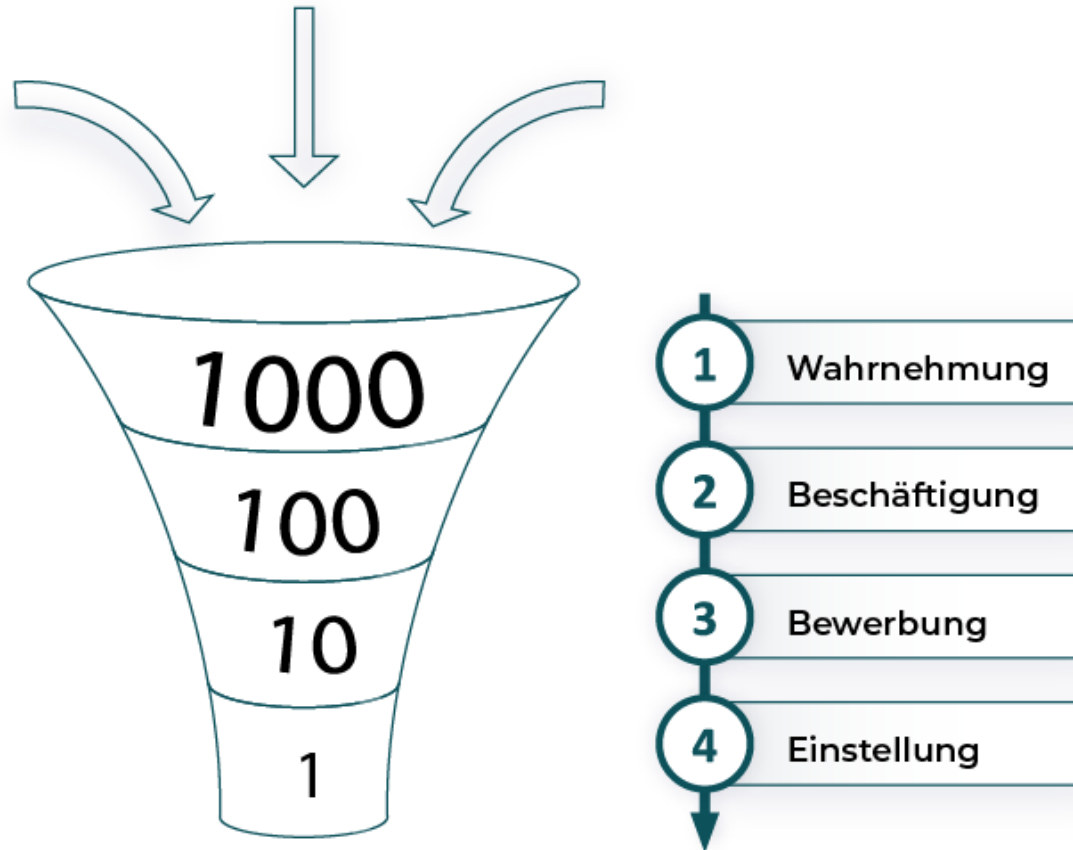 1000
100
10
1
1 Wahrnehmung
2 Beschäftigung
3 Bewerbung
4 Einstellung